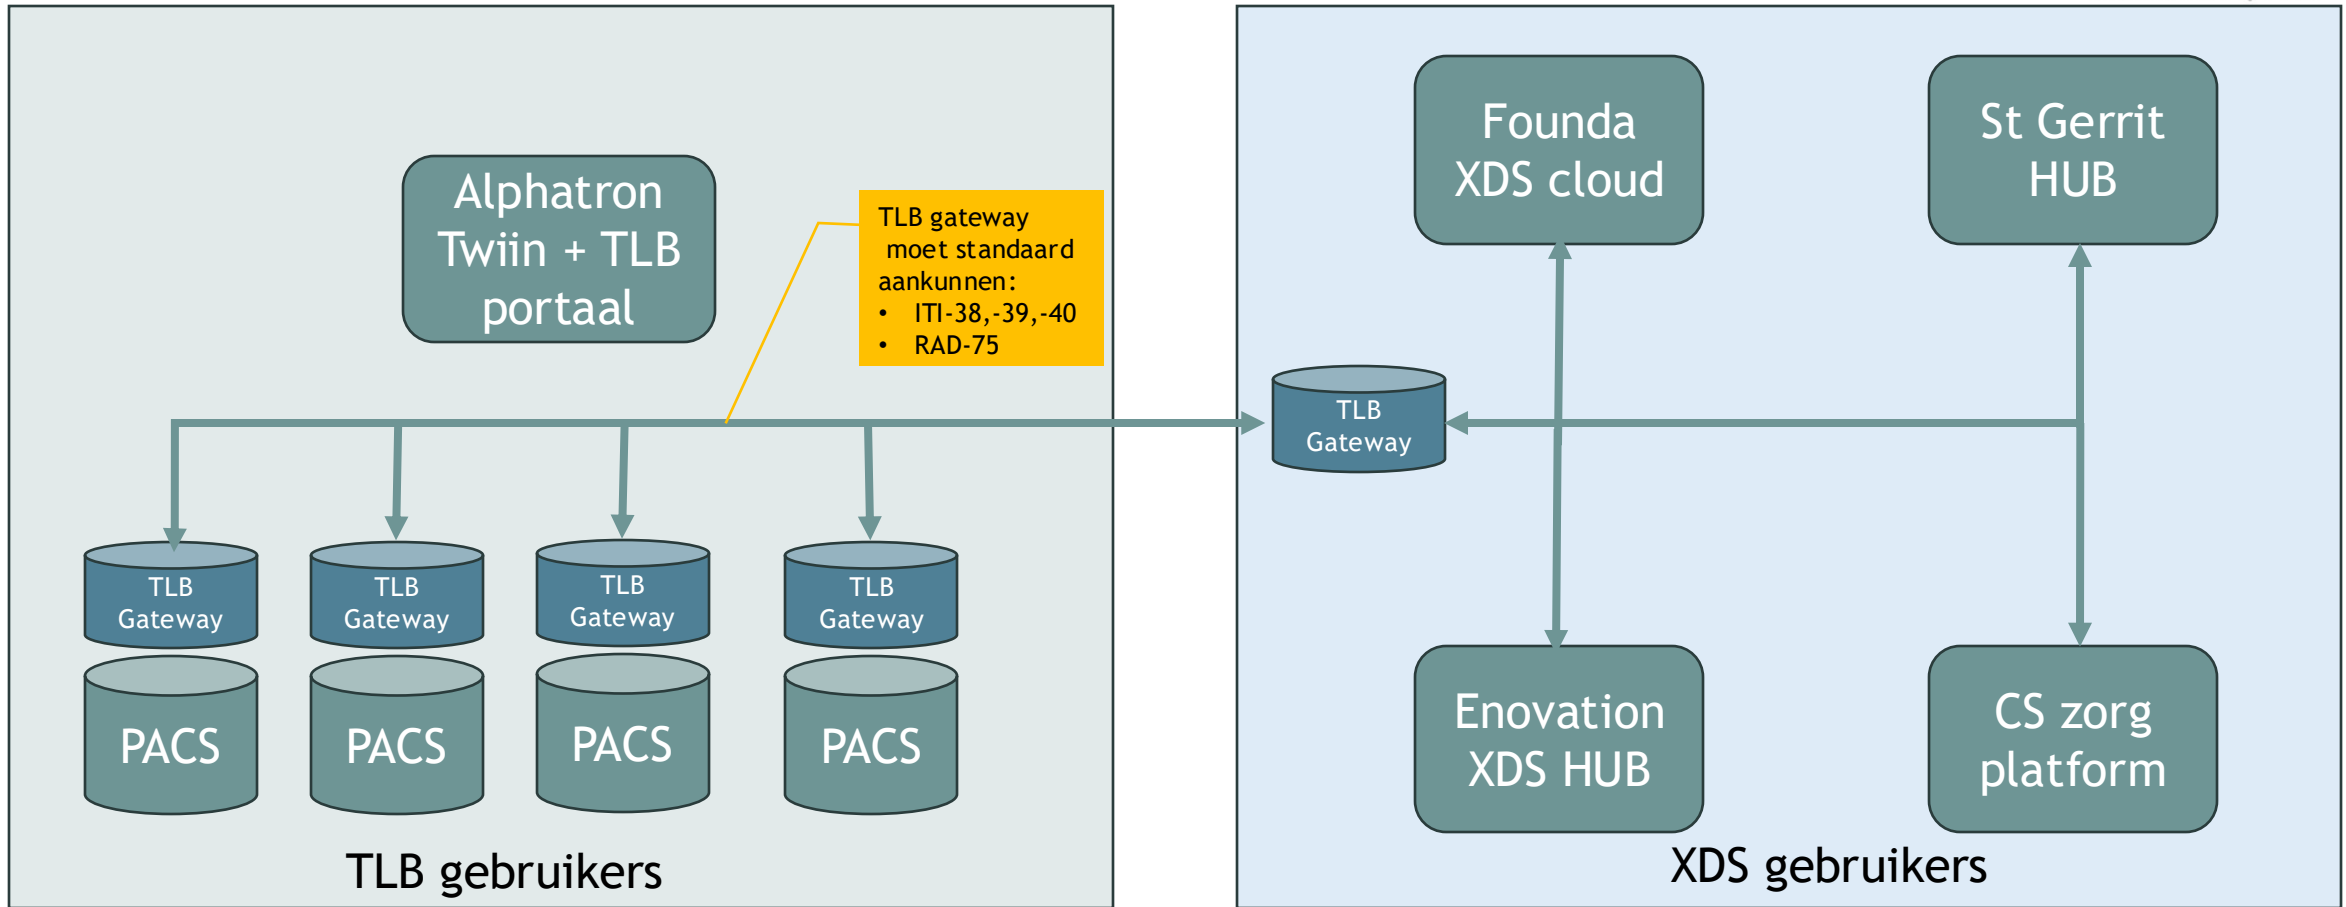 Alphatron
Twiin + TLB
portaal
TLB gateway
moet standaard
aankunnen:
• ITI-38,-39,-40
• RAD-75
TLB
Gateway
TLB
Gateway
TLB
Gateway
TLB
Gateway
PACS
PACS
PACS
PACS
TLB gebruikers
Founda
XDS cloud
St Gerrit
HUB
TLB
Gateway
Enovation
XDS HUB
CS zorg
platform
XDS gebruikers